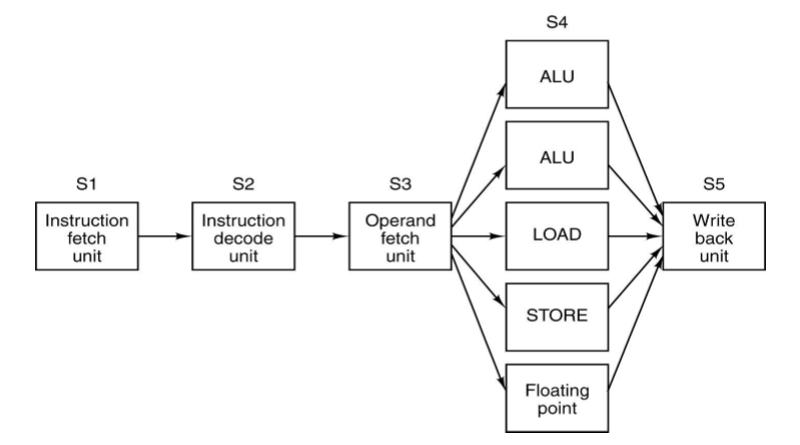 S4
ALU
ALU
S1
S2
S3
S5
Instruction
fetch
unit
Instruction
decode
unit
Operand
fetch
unit
LOAD
Write
back
unit
STORE
Floating
point